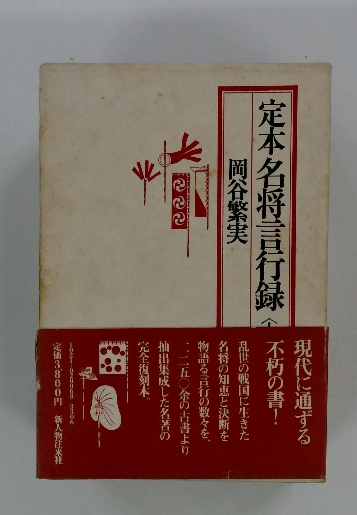 定本名将言行録
岡谷繁実
現代に通ずる
不朽の書!
乱世の戦国に生きた
名将の知恵と決断を
物語る言行の数々を、
一二五〇余の古書より
抽出集成した名著の
完全復刻本。
定価3800円 新人物往来社